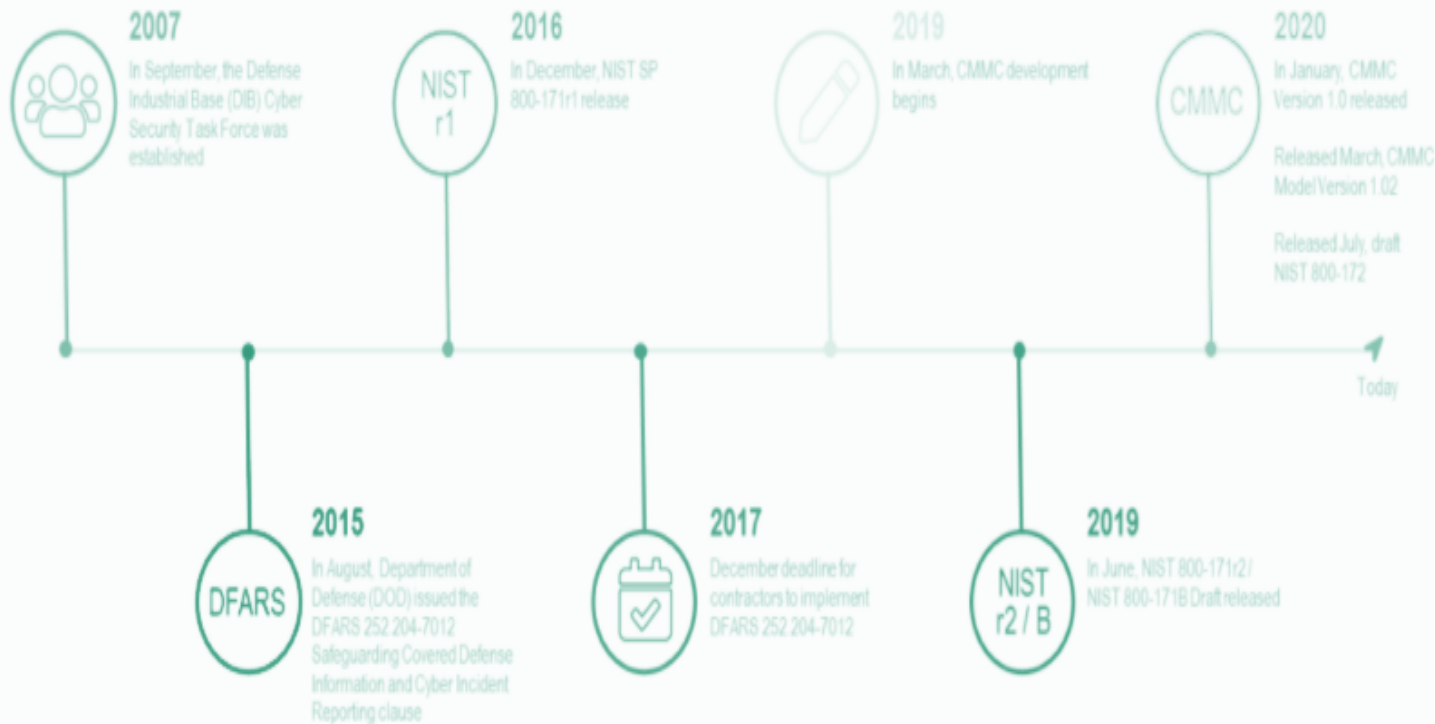 2007
In September, the Defense
Industrial Base (DIB) Cyber
Security Task Force was
established
NIST
r1
2016
In December, NIST SP
800-171r1 release
2019
In March, CMMC development
begins
CMMC
2020
In January, CMMC
Version 1.0 released
Released March, CMMC
Model Version 1.02
Released July, draft
NIST 800-172
Today
DFARS
2015
In August, Department of
Defense (DOD) issued the
DFARS 252.204-7012
Safeguarding Covered Defense
Information and Cyber Incident
Reporting clause
2017
December deadline for
contractors to implement
DFARS 252.204-7012
NIST
r2 / B
2019
In June, NIST 800-171r2 /
NIST 800-171B Draft released